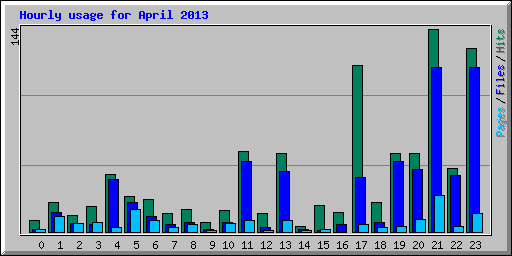 Hourly usage for April 2013
144
Pages / Files / Hits
0 1 2 3 4 5 6 7 8 9 10 11 12 13 14 15 16 17 18 19 20 21 22 23